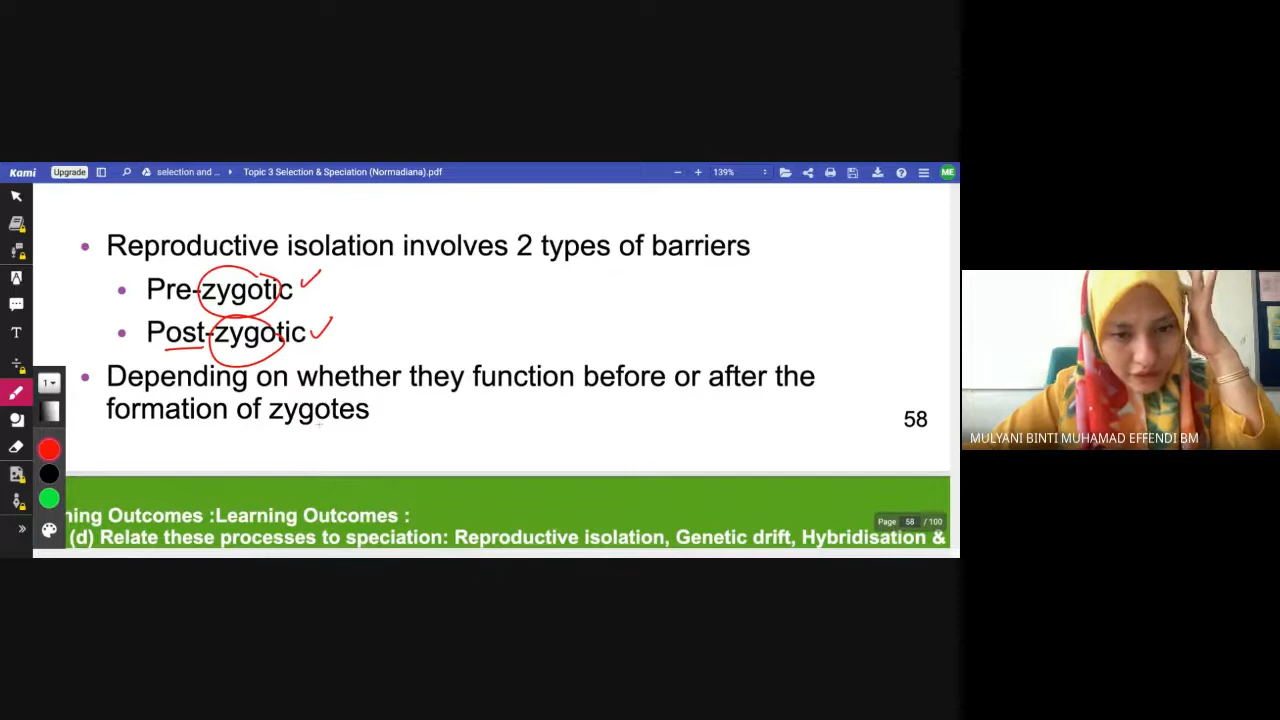 Kami Upgrade selection and ... Topic 3 Selection & Speciation (Normadiana).pdf 139% ME
Reproductive isolation involves 2 types of barriers
Pre-zygotic
Post-zygotic
Depending on whether they function before or after the
formation of zygotes
58
1
T
MULYANI BINTI MUHAMAD EFFENDI BM
ning Outcomes :Learning Outcomes :
Page 58 / 100
(d) Relate these processes to speciation: Reproductive isolation, Genetic drift, Hybridisation &